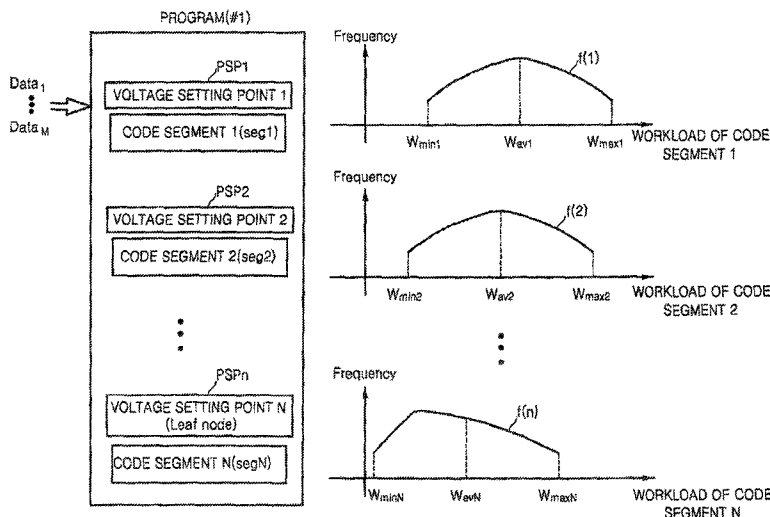 PROGRAM(#1)
Data1
DataM
PSP1
VOLTAGE SETTING POINT 1
CODE SEGMENT 1(seg1)
PSP2
VOLTAGE SETTING POINT 2
CODE SEGMENT 2(seg2)
PSPn
VOLTAGE SETTING POINT N
(Leaf node)
CODE SEGMENT N(segN)
Frequency
f(1)
Wmin1
Wav1
Wmax1
WORKLOAD OF CODE
SEGMENT 1
Frequency
f(2)
Wmin2
Wav2
Wmax2
WORKLOAD OF CODE
SEGMENT 2
Frequency
f(n)
WminN
WavN
WmaxN
WORKLOAD OF CODE
SEGMENT N